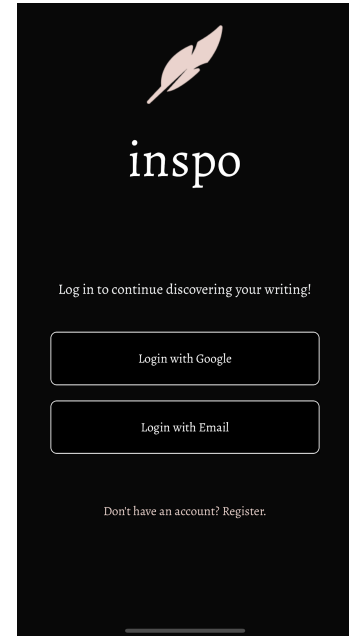 inspo
Log in to continue discovering your writing!
Login with Google
Login with Email
Don't have an account? Register.